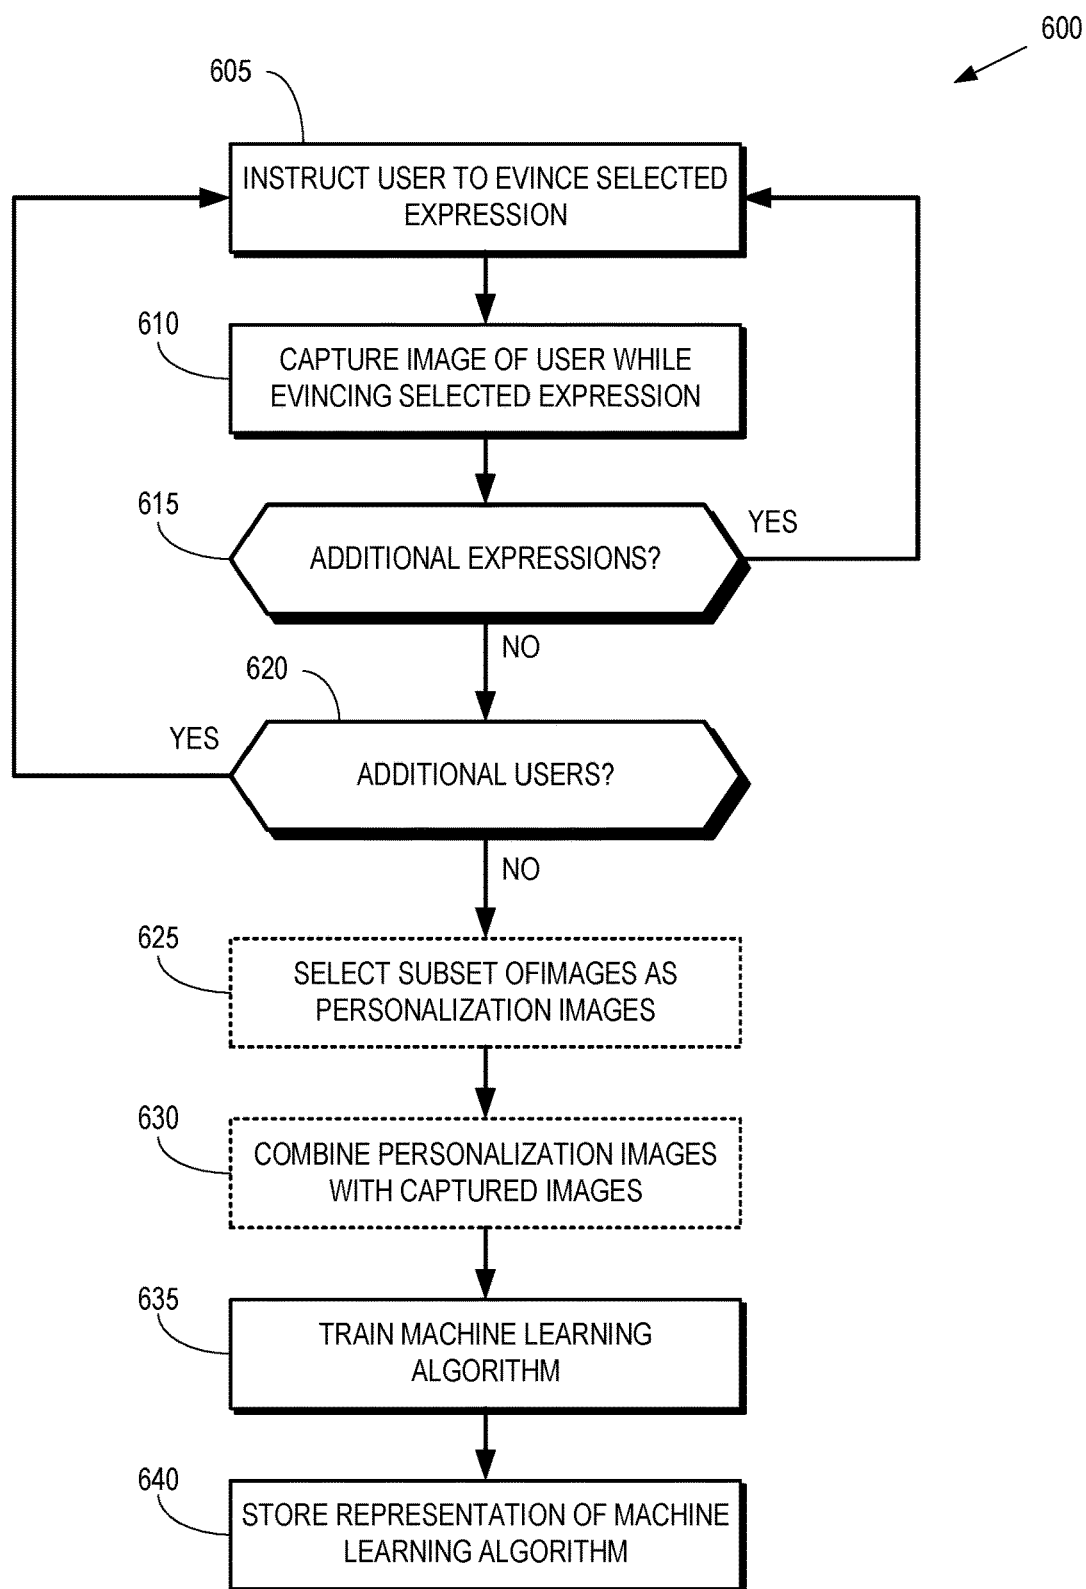 600
605
INSTRUCT USER TO EVINCE SELECTED
EXPRESSION
610
CAPTURE IMAGE OF USER WHILE
EVINCING SELECTED EXPRESSION
615
ADDITIONAL EXPRESSIONS?
YES
NO
620
YES
ADDITIONAL USERS?
NO
625
SELECT SUBSET OFIMAGES AS
PERSONALIZATION IMAGES
630
COMBINE PERSONALIZATION IMAGES
WITH CAPTURED IMAGES
635
TRAIN MACHINE LEARNING
ALGORITHM
640
STORE REPRESENTATION OF MACHINE
LEARNING ALGORITHM